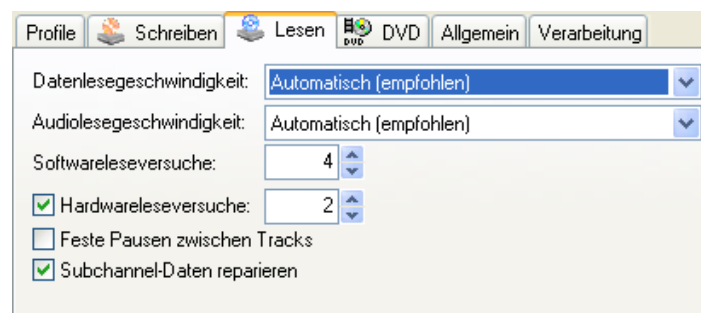 Profile Schreiben Lesen DVD DVD Allgemein Verarbeitung
Datenlesegeschwindigkeit: Automatisch (empfohlen)
Audiolesegeschwindigkeit: Automatisch (empfohlen)
Softwareleseversuche: 4
Hardwareleseversuche: 2
Feste Pausen zwischen Tracks
Subchannel-Daten reparieren